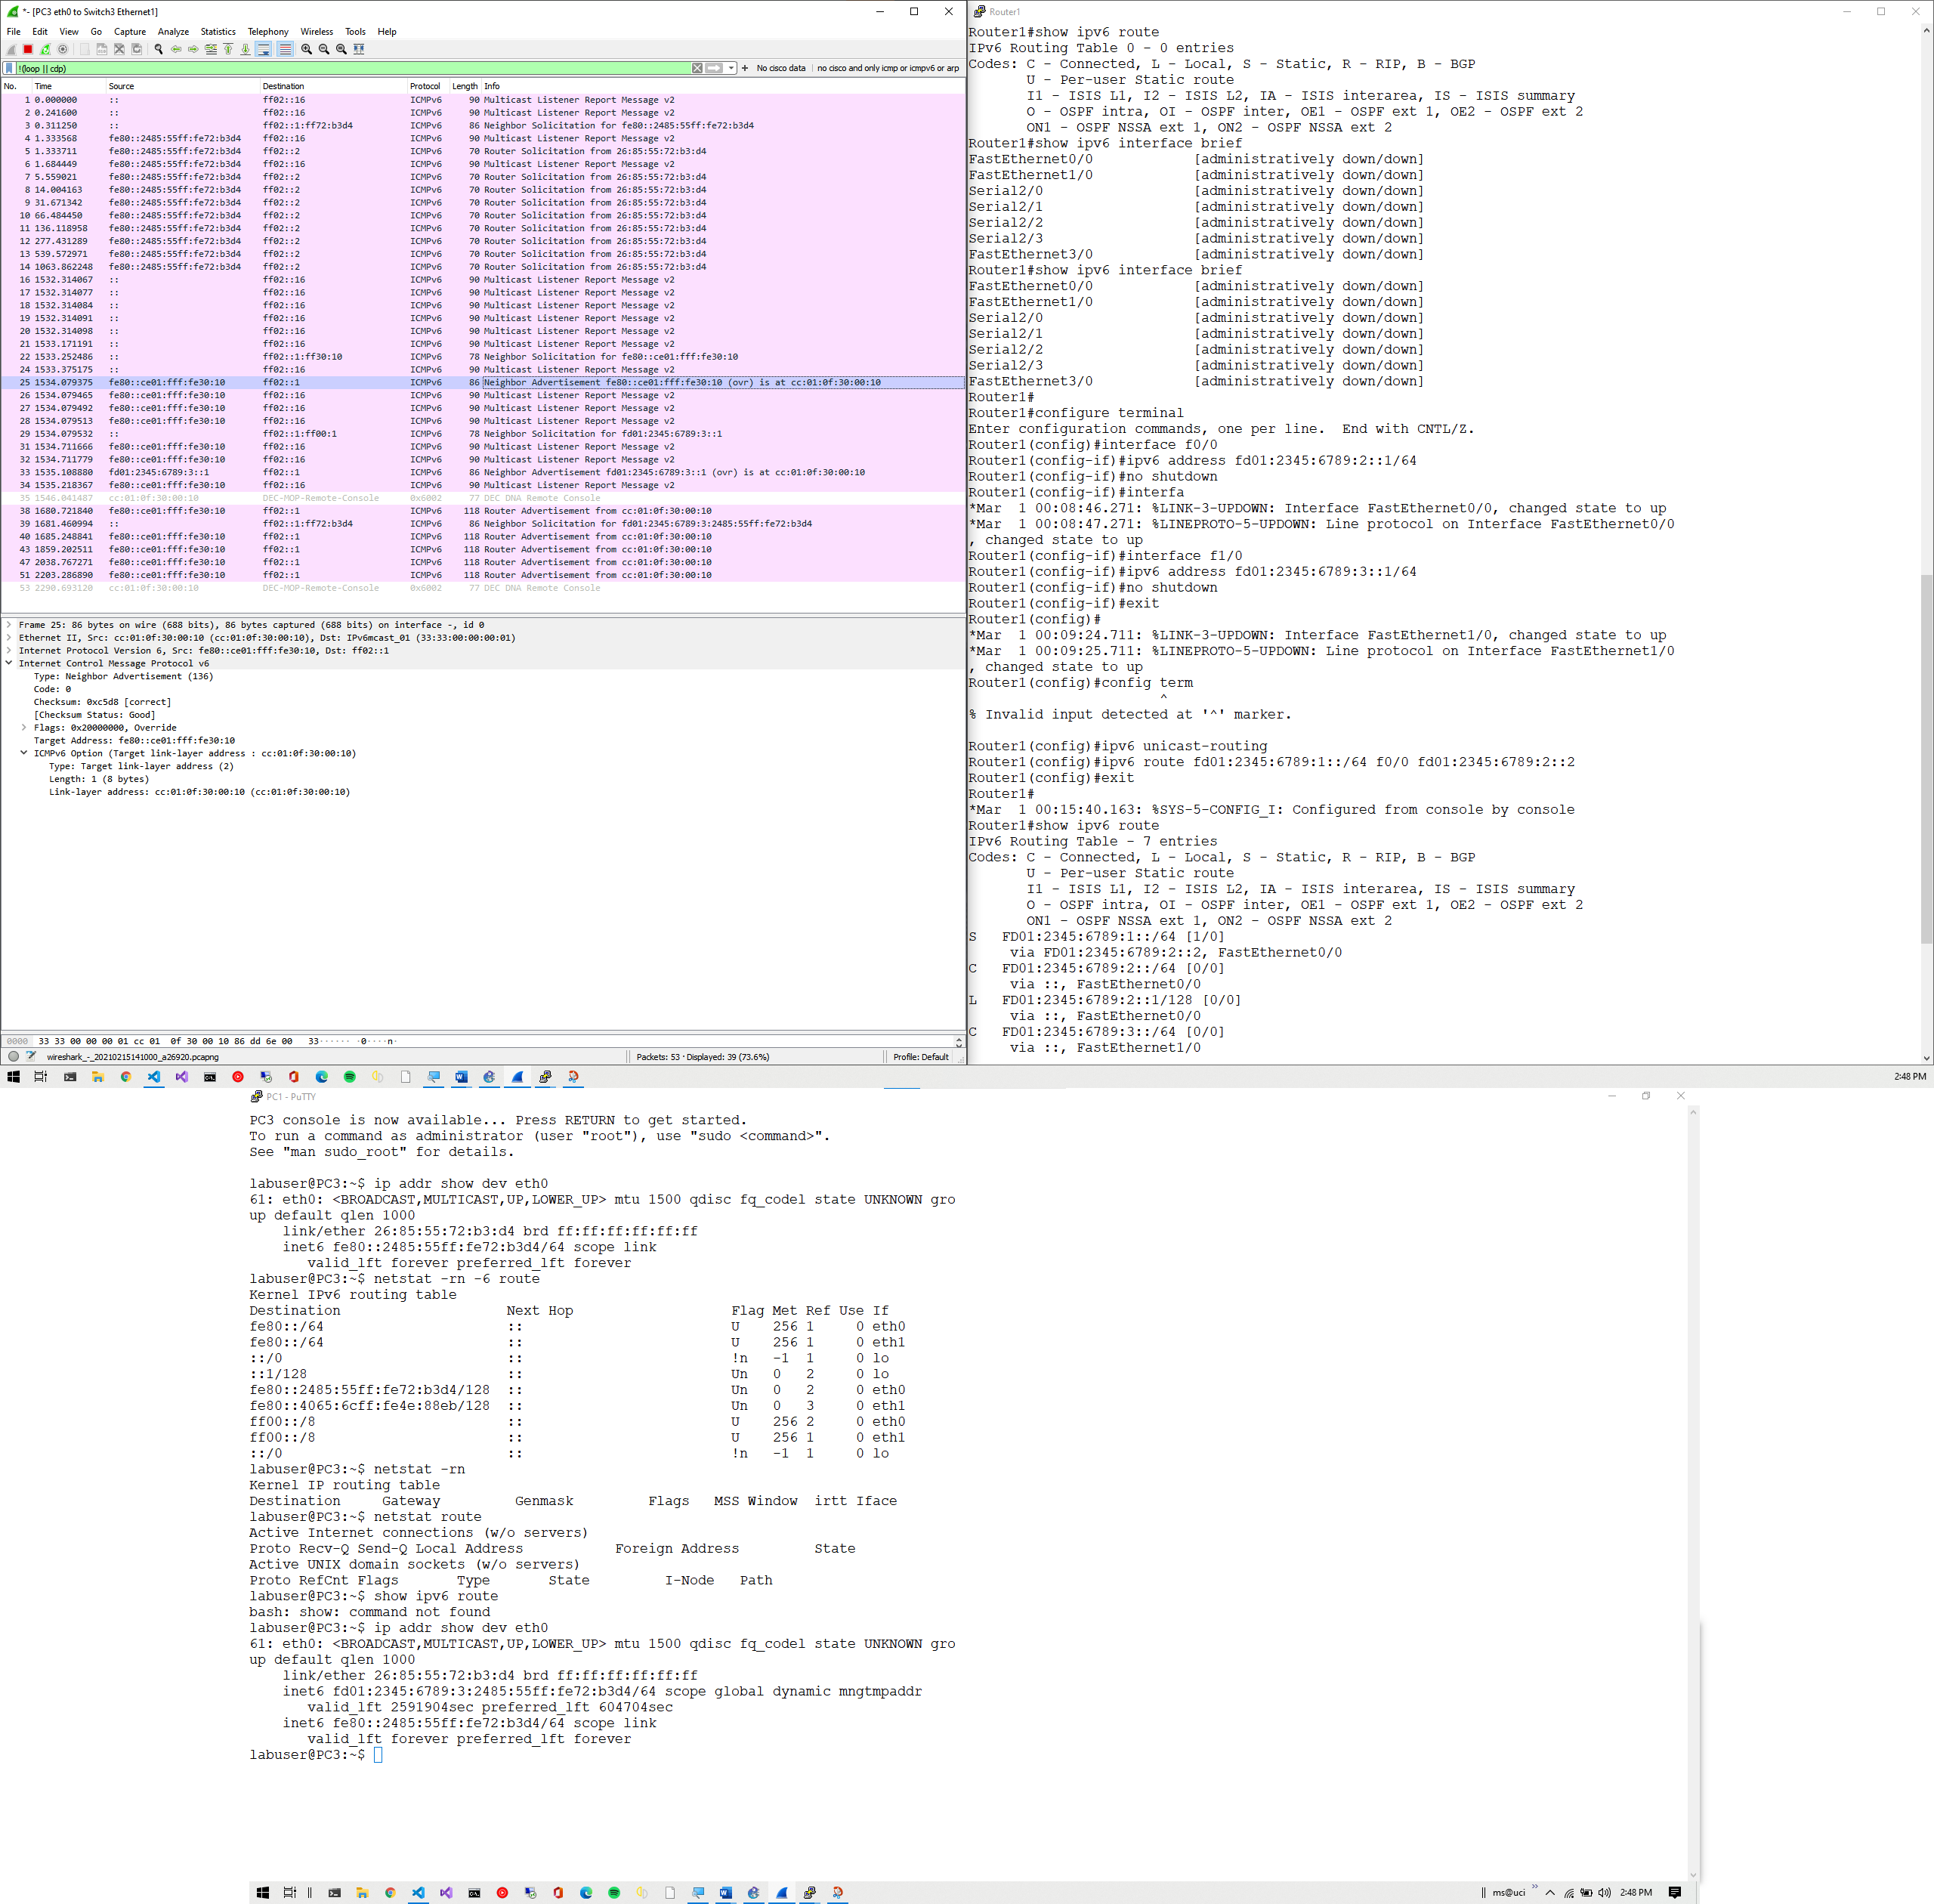 *- [PC3 eth0 to Switch3 Ethernet1]
File Edit View Go Capture Analyze Statistics Telephony Wireless Tools Help
!(loop || cdp)
No cisco data
no cisco and only icmp or icmpv6 or arp
No. Time Source Destination Protocol Length Info
1 0.000000 :: ff02::16 ICMPv6 90 Multicast Listener Report Message v2
2 0.241600 :: ff02::16 ICMPv6 90 Multicast Listener Report Message v2
3 0.311250 :: ff02::1:ff72:b3d4 ICMPv6 86 Neighbor Solicitation for fe80::2485:55ff:fe72:b3d4
4 1.333568 fe80::2485:55ff:fe72:b3d4 ff02::16 ICMPv6 90 Multicast Listener Report Message v2
5 1.333711 fe80::2485:55ff:fe72:b3d4 ff02::2 ICMPv6 70 Router Solicitation from 26:85:55:72:b3:d4
6 1.684449 fe80::2485:55ff:fe72:b3d4 ff02::16 ICMPv6 90 Multicast Listener Report Message v2
7 5.559021 fe80::2485:55ff:fe72:b3d4 ff02::2 ICMPv6 70 Router Solicitation from 26:85:55:72:b3:d4
8 14.004163 fe80::2485:55ff:fe72:b3d4 ff02::2 ICMPv6 70 Router Solicitation from 26:85:55:72:b3:d4
9 31.671342 fe80::2485:55ff:fe72:b3d4 ff02::2 ICMPv6 70 Router Solicitation from 26:85:55:72:b3:d4
10 66.484450 fe80::2485:55ff:fe72:b3d4 ff02::2 ICMPv6 70 Router Solicitation from 26:85:55:72:b3:d4
11 136.118958 fe80::2485:55ff:fe72:b3d4 ff02::2 ICMPv6 70 Router Solicitation from 26:85:55:72:b3:d4
12 277.431289 fe80::2485:55ff:fe72:b3d4 ff02::2 ICMPv6 70 Router Solicitation from 26:85:55:72:b3:d4
13 539.572971 fe80::2485:55ff:fe72:b3d4 ff02::2 ICMPv6 70 Router Solicitation from 26:85:55:72:b3:d4
14 1063.862248 fe80::2485:55ff:fe72:b3d4 ff02::2 ICMPv6 70 Router Solicitation from 26:85:55:72:b3:d4
16 1532.314067 :: ff02::16 ICMPv6 90 Multicast Listener Report Message v2
17 1532.314077 :: ff02::16 ICMPv6 90 Multicast Listener Report Message v2
18 1532.314084 :: ff02::16 ICMPv6 90 Multicast Listener Report Message v2
19 1532.314091 :: ff02::16 ICMPv6 90 Multicast Listener Report Message v2
20 1532.314098 :: ff02::16 ICMPv6 90 Multicast Listener Report Message v2
21 1533.171191 :: ff02::16 ICMPv6 90 Multicast Listener Report Message v2
22 1533.252486 :: ff02::1:ff30:10 ICMPv6 78 Neighbor Solicitation for fe80::ce01:fff:fe30:10
24 1533.375175 :: ff02::16 ICMPv6 90 Multicast Listener Report Message v2
25 1534.079375 fe80::ce01:fff:fe30:10 ff02::1 ICMPv6 86 Neighbor Advertisement fe80::ce01:fff:fe30:10 (ovr) is at cc:01:0f:30:00:10
26 1534.079465 fe80::ce01:fff:fe30:10 ff02::16 ICMPv6 90 Multicast Listener Report Message v2
27 1534.079492 fe80::ce01:fff:fe30:10 ff02::16 ICMPv6 90 Multicast Listener Report Message v2
28 1534.079513 fe80::ce01:fff:fe30:10 ff02::16 ICMPv6 90 Multicast Listener Report Message v2
29 1534.079532 :: ff02::1:ff00:1 ICMPv6 78 Neighbor Solicitation for fd01:2345:6789:3::1
31 1534.711666 fe80::ce01:fff:fe30:10 ff02::16 ICMPv6 90 Multicast Listener Report Message v2
32 1534.711779 fe80::ce01:fff:fe30:10 ff02::16 ICMPv6 90 Multicast Listener Report Message v2
33 1535.108880 fd01:2345:6789:3::1 ff02::1 ICMPv6 86 Neighbor Advertisement fd01:2345:6789:3::1 (ovr) is at cc:01:0f:30:00:10
34 1535.218367 fe80::ce01:fff:fe30:10 ff02::16 ICMPv6 90 Multicast Listener Report Message v2
35 1546.041487 cc:01:0f:30:00:10 DEC-MOP-Remote-Console 0x6002 77 DEC DNA Remote Console
38 1680.721840 fe80::ce01:fff:fe30:10 ff02::1 ICMPv6 118 Router Advertisement from cc:01:0f:30:00:10
39 1681.460994 :: ff02::1:ff72:b3d4 ICMPv6 86 Neighbor Solicitation for fd01:2345:6789:3:2485:55ff:fe72:b3d4
40 1685.248841 fe80::ce01:fff:fe30:10 ff02::1 ICMPv6 118 Router Advertisement from cc:01:0f:30:00:10
43 1859.202511 fe80::ce01:fff:fe30:10 ff02::1 ICMPv6 118 Router Advertisement from cc:01:0f:30:00:10
47 2038.767271 fe80::ce01:fff:fe30:10 ff02::1 ICMPv6 118 Router Advertisement from cc:01:0f:30:00:10
51 2203.286890 fe80::ce01:fff:fe30:10 ff02::1 ICMPv6 118 Router Advertisement from cc:01:0f:30:00:10
53 2290.693120 cc:01:0f:30:00:10 DEC-MOP-Remote-Console 0x6002 77 DEC DNA Remote Console
Frame 25: 86 bytes on wire (688 bits), 86 bytes captured (688 bits) on interface -, id 0
Ethernet II, Src: cc:01:0f:30:00:10 (cc:01:0f:30:00:10), Dst: IPv6mcast_01 (33:33:00:00:00:01)
Internet Protocol Version 6, Src: fe80::ce01:fff:fe30:10, Dst: ff02::1
Internet Control Message Protocol v6
Type: Neighbor Advertisement (136)
Code: 0
Checksum: 0xc5d8 [correct]
[Checksum Status: Good]
Flags: 0x20000000, Override
Target Address: fe80::ce01:fff:fe30:10
ICMPv6 Option (Target link-layer address : cc:01:0f:30:00:10)
Type: Target link-layer address (2)
Length: 1 (8 bytes)
Link-layer address: cc:01:0f:30:00:10 (cc:01:0f:30:00:10)
0000 33 33 00 00 00 01 cc 01 0f 30 00 10 86 dd 6e 00 33······ ·0····n·
wireshark_-_20210215141000_a26920.pcapng
Packets: 53 · Displayed: 39 (73.6%)
Profile: Default
Router1
Router1#show ipv6 route
IPv6 Routing Table 0 - 0 entries
Codes: C - Connected, L - Local, S - Static, R - RIP, B - BGP
U - Per-user Static route
I1 - ISIS L1, I2 - ISIS L2, IA - ISIS interarea, IS - ISIS summary
O - OSPF intra, OI - OSPF inter, OE1 - OSPF ext 1, OE2 - OSPF ext 2
ON1 - OSPF NSSA ext 1, ON2 - OSPF NSSA ext 2
Router1#show ipv6 interface brief
FastEthernet0/0 [administratively down/down]
FastEthernet1/0 [administratively down/down]
Serial2/0 [administratively down/down]
Serial2/1 [administratively down/down]
Serial2/2 [administratively down/down]
Serial2/3 [administratively down/down]
FastEthernet3/0 [administratively down/down]
Router1#show ipv6 interface brief
FastEthernet0/0 [administratively down/down]
FastEthernet1/0 [administratively down/down]
Serial2/0 [administratively down/down]
Serial2/1 [administratively down/down]
Serial2/2 [administratively down/down]
Serial2/3 [administratively down/down]
FastEthernet3/0 [administratively down/down]
Router1#
Router1#configure terminal
Enter configuration commands, one per line. End with CNTL/Z.
Router1(config)#interface f0/0
Router1(config-if)#ipv6 address fd01:2345:6789:2::1/64
Router1(config-if)#no shutdown
Router1(config-if)#interfa
*Mar 1 00:08:46.271: %LINK-3-UPDOWN: Interface FastEthernet0/0, changed state to up
*Mar 1 00:08:47.271: %LINEPROTO-5-UPDOWN: Line protocol on Interface FastEthernet0/0
, changed state to up
Router1(config-if)#interface f1/0
Router1(config-if)#ipv6 address fd01:2345:6789:3::1/64
Router1(config-if)#no shutdown
Router1(config-if)#exit
Router1(config)#
*Mar 1 00:09:24.711: %LINK-3-UPDOWN: Interface FastEthernet1/0, changed state to up
*Mar 1 00:09:25.711: %LINEPROTO-5-UPDOWN: Line protocol on Interface FastEthernet1/0
, changed state to up
Router1(config)#config term
^
% Invalid input detected at '^' marker.
Router1(config)#ipv6 unicast-routing
Router1(config)#ipv6 route fd01:2345:6789:1::/64 f0/0 fd01:2345:6789:2::2
Router1(config)#exit
Router1#
*Mar 1 00:15:40.163: %SYS-5-CONFIG_I: Configured from console by console
Router1#show ipv6 route
IPv6 Routing Table - 7 entries
Codes: C - Connected, L - Local, S - Static, R - RIP, B - BGP
U - Per-user Static route
I1 - ISIS L1, I2 - ISIS L2, IA - ISIS interarea, IS - ISIS summary
O - OSPF intra, OI - OSPF inter, OE1 - OSPF ext 1, OE2 - OSPF ext 2
ON1 - OSPF NSSA ext 1, ON2 - OSPF NSSA ext 2
S FD01:2345:6789:1::/64 [1/0]
via FD01:2345:6789:2::2, FastEthernet0/0
C FD01:2345:6789:2::/64 [0/0]
via ::, FastEthernet0/0
L FD01:2345:6789:2::1/128 [0/0]
via ::, FastEthernet0/0
C FD01:2345:6789:3::/64 [0/0]
via ::, FastEthernet1/0
2:48 PM
PC1 - PuTTY
PC3 console is now available... Press RETURN to get started.
To run a command as administrator (user "root"), use "sudo <command>".
See "man sudo_root" for details.
labuser@PC3:~$ ip addr show dev eth0
61: eth0: <BROADCAST,MULTICAST,UP,LOWER_UP> mtu 1500 qdisc fq_codel state UNKNOWN gro
up default qlen 1000
link/ether 26:85:55:72:b3:d4 brd ff:ff:ff:ff:ff:ff
inet6 fe80::2485:55ff:fe72:b3d4/64 scope link
valid_lft forever preferred_lft forever
labuser@PC3:~$ netstat -rn -6 route
Kernel IPv6 routing table
Destination Next Hop Flag Met Ref Use If
fe80::/64 :: U 256 1 0 eth0
fe80::/64 :: U 256 1 0 eth1
::/0 :: !n -1 1 0 lo
::1/128 :: Un 0 2 0 lo
fe80::2485:55ff:fe72:b3d4/128 :: Un 0 2 0 eth0
fe80::4065:6cff:fe4e:88eb/128 :: Un 0 3 0 eth1
ff00::/8 :: U 256 2 0 eth0
ff00::/8 :: U 256 1 0 eth1
::/0 :: !n -1 1 0 lo
labuser@PC3:~$ netstat -rn
Kernel IP routing table
Destination Gateway Genmask Flags MSS Window irtt Iface
labuser@PC3:~$ netstat route
Active Internet connections (w/o servers)
Proto Recv-Q Send-Q Local Address Foreign Address State
Active UNIX domain sockets (w/o servers)
Proto RefCnt Flags Type State I-Node Path
labuser@PC3:~$ show ipv6 route
bash: show: command not found
labuser@PC3:~$ ip addr show dev eth0
61: eth0: <BROADCAST,MULTICAST,UP,LOWER_UP> mtu 1500 qdisc fq_codel state UNKNOWN gro
up default qlen 1000
link/ether 26:85:55:72:b3:d4 brd ff:ff:ff:ff:ff:ff
inet6 fd01:2345:6789:3:2485:55ff:fe72:b3d4/64 scope global dynamic mngtmpaddr
valid_lft 2591904sec preferred_lft 604704sec
inet6 fe80::2485:55ff:fe72:b3d4/64 scope link
valid_lft forever preferred_lft forever
labuser@PC3:~$
ms@uci
2:48 PM